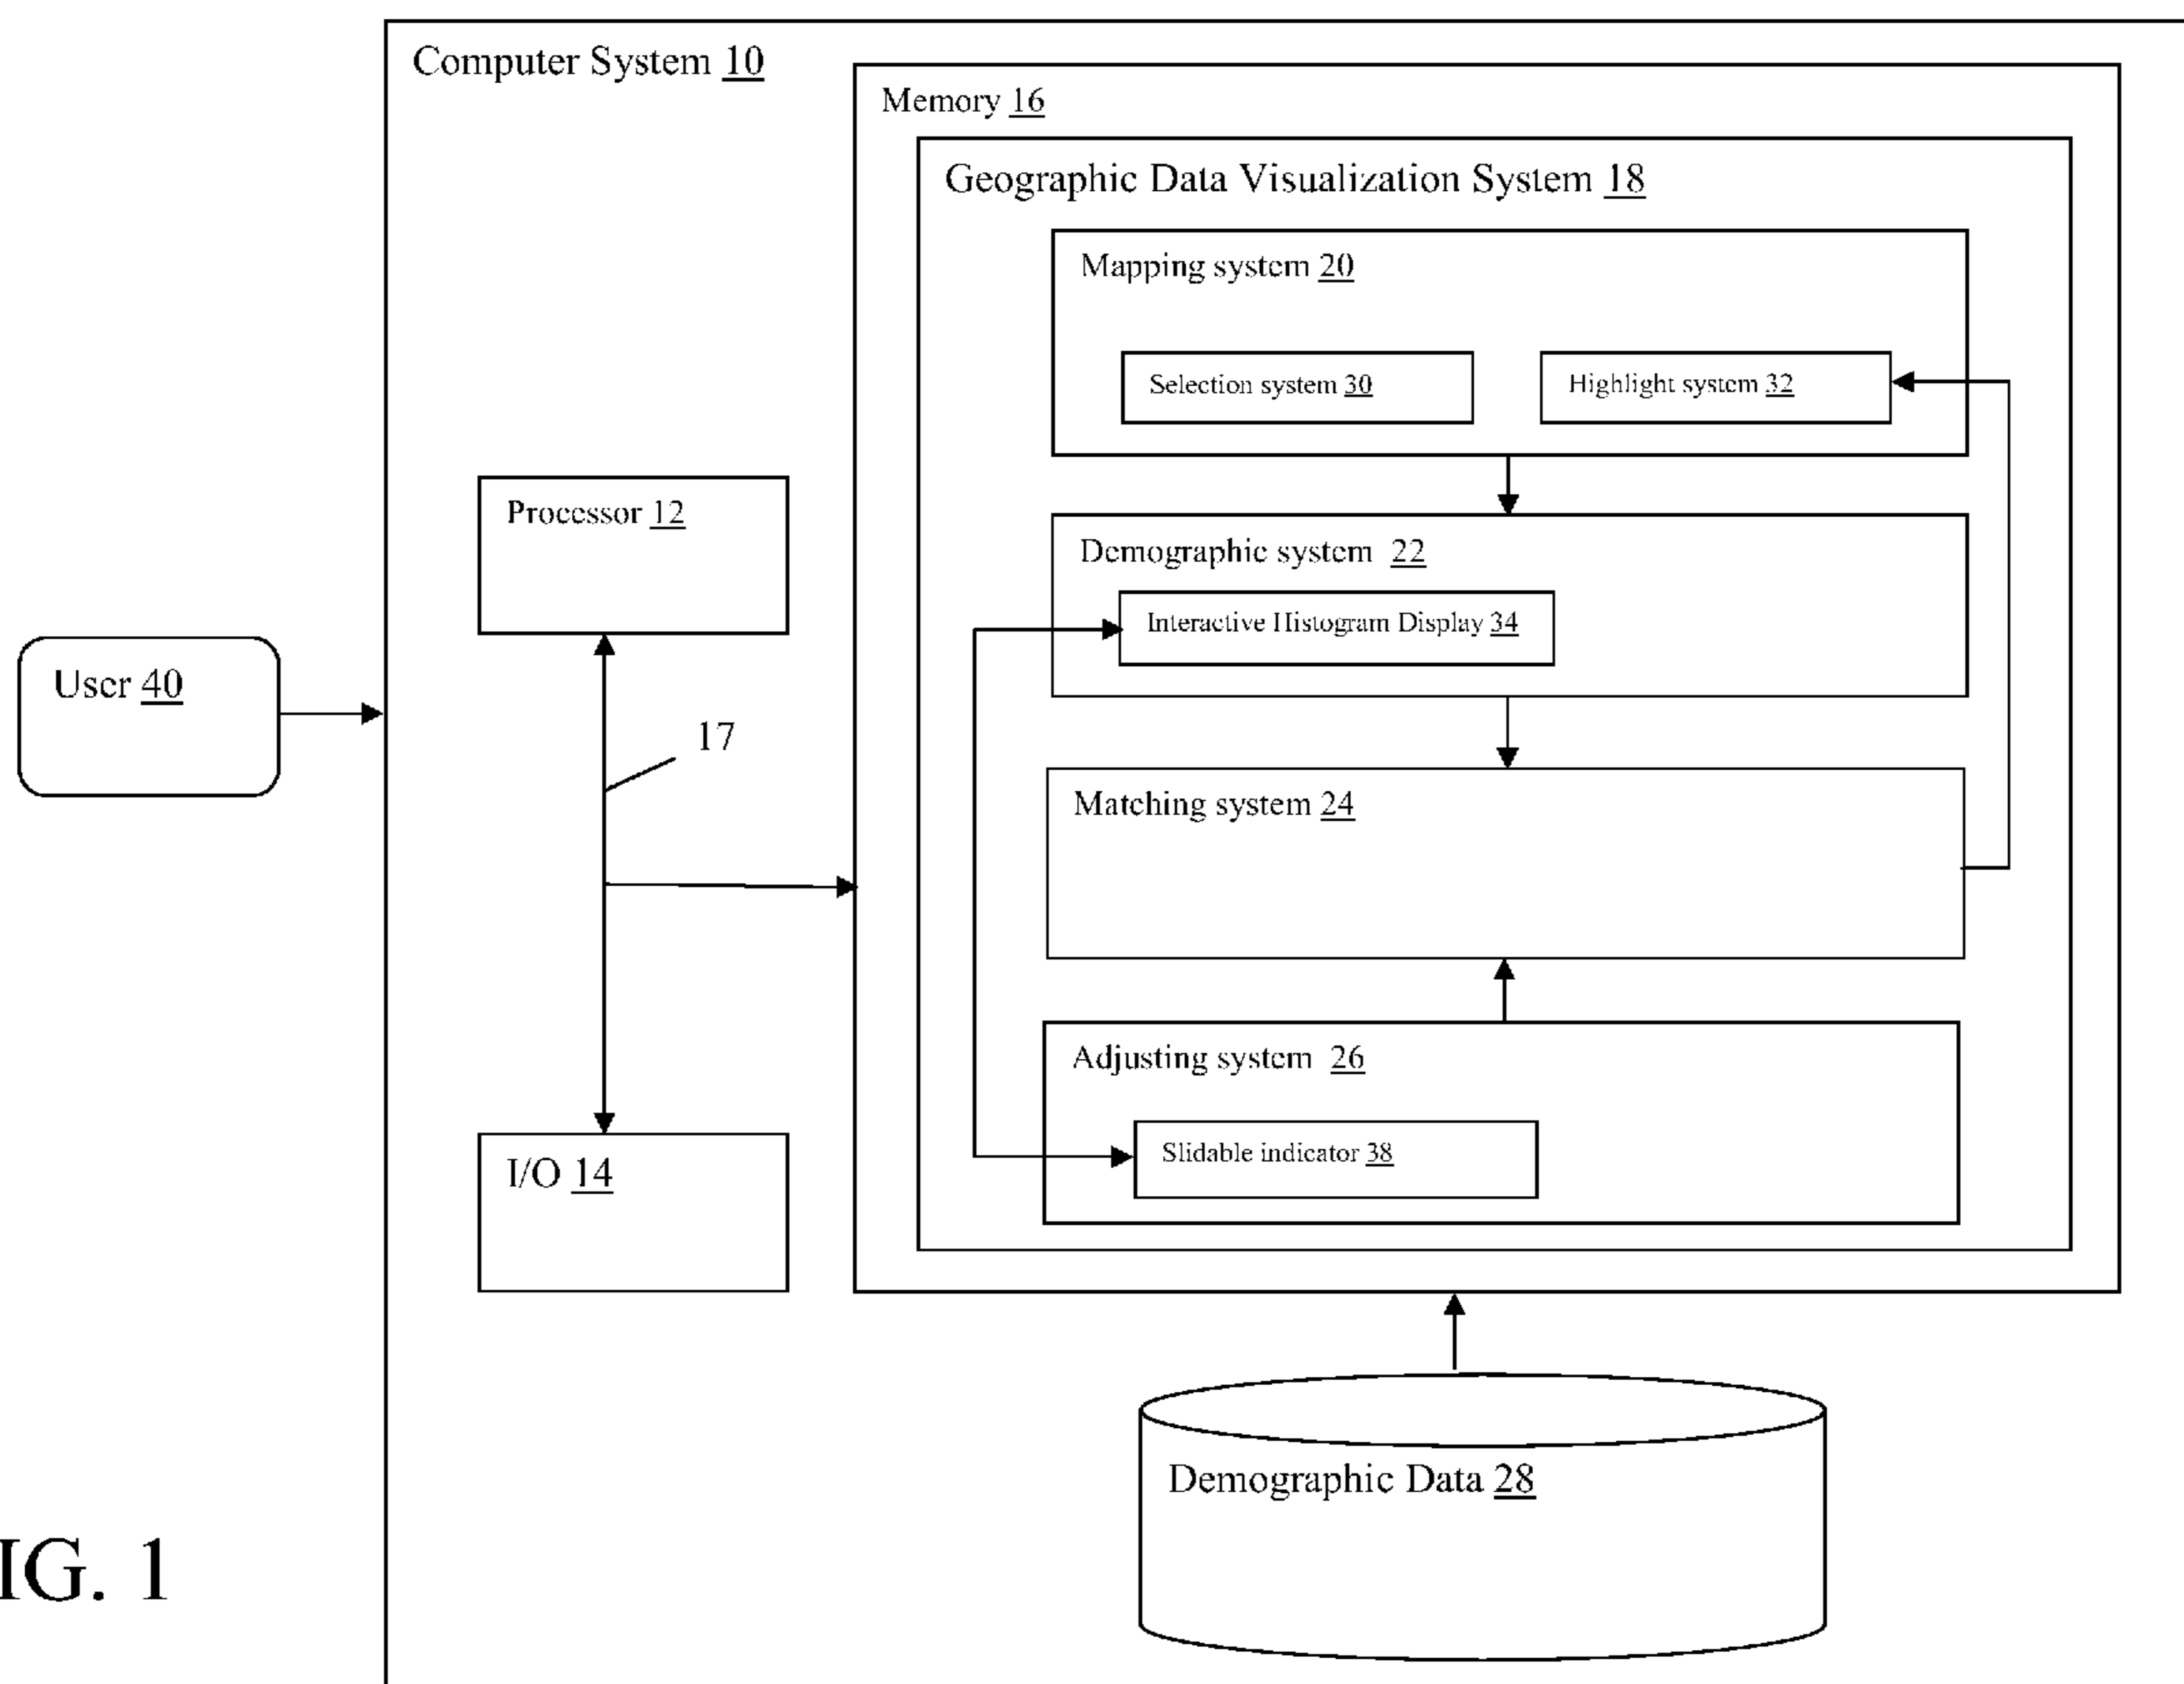 Computer System 10
Memory 16
Geographic Data Visualization System 18
Mapping system 20
Selection system 30
Highlight system 32
Processor 12
Demographic system 22
Interactive Histogram Display 34
User 40
17
Matching system 24
Adjusting system 26
Slidable indicator 38
I/O 14
Demographic Data 28
IG. 1